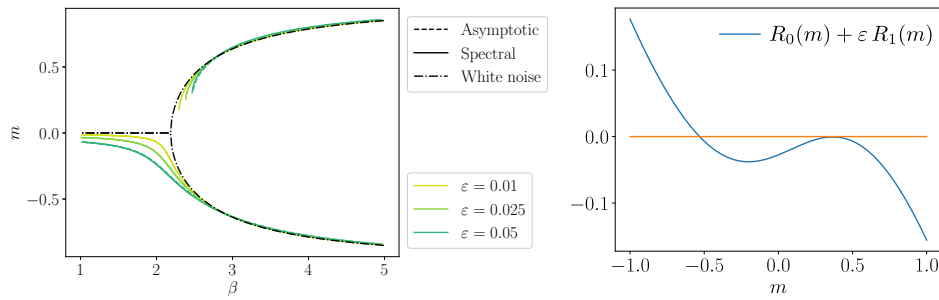 0.5
0.0
−0.5
m
1
2
3
4
5
β
Asymptotic
Spectral
White noise
ε = 0.01
ε = 0.025
ε = 0.05
R₀(m) + ε R₁(m)
0.1
0.0
−0.1
−1.0
−0.5
0.0
0.5
1.0
m